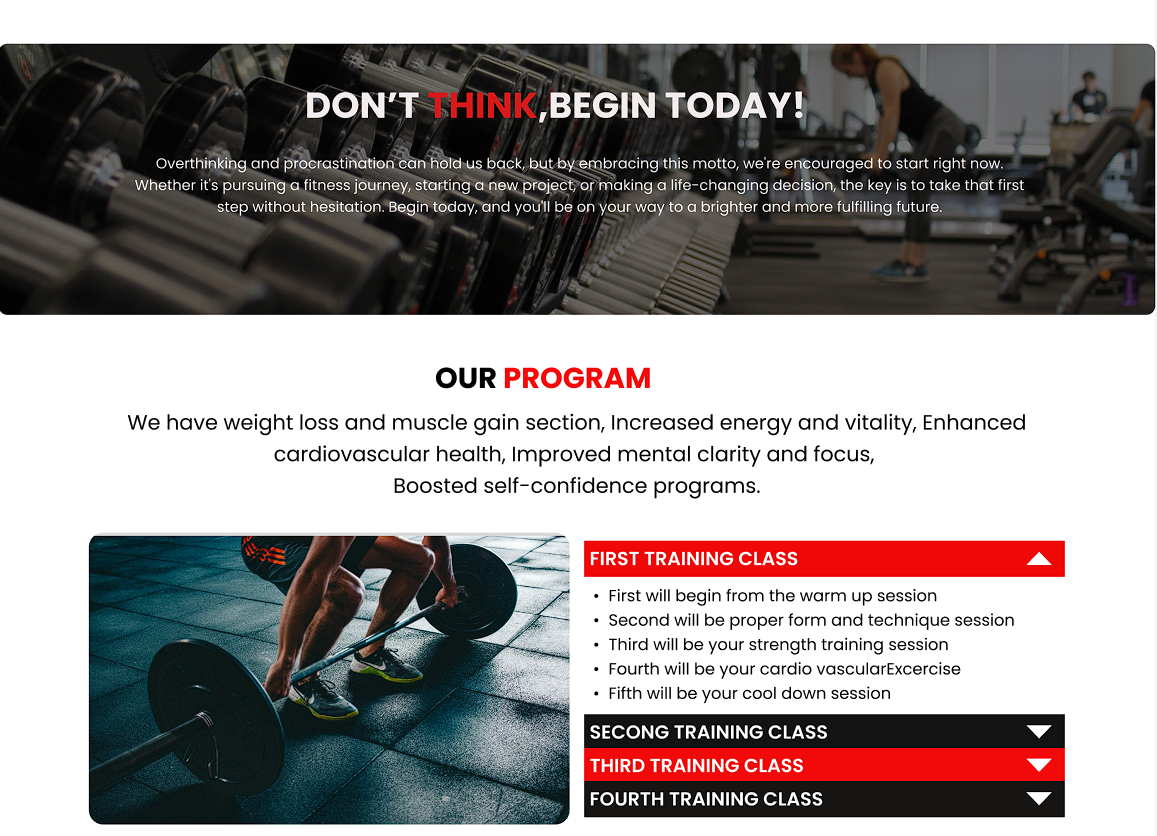 DON’T THINK,BEGIN TODAY!
Overthinking and procrastination can hold us back, but by embracing this motto, we're encouraged to start right now.
Whether it's pursuing a fitness journey, starting a new project, or making a life-changing decision, the key is to take that first
step without hesitation. Begin today, and you'll be on your way to a brighter and more fulfilling future.
OUR PROGRAM
We have weight loss and muscle gain section, Increased energy and vitality, Enhanced
cardiovascular health, Improved mental clarity and focus,
Boosted self-confidence programs.
FIRST TRAINING CLASS
• First will begin from the warm up session
• Second will be proper form and technique session
• Third will be your strength training session
• Fourth will be your cardio vascularExcercise
• Fifth will be your cool down session
SECONG TRAINING CLASS
THIRD TRAINING CLASS
FOURTH TRAINING CLASS